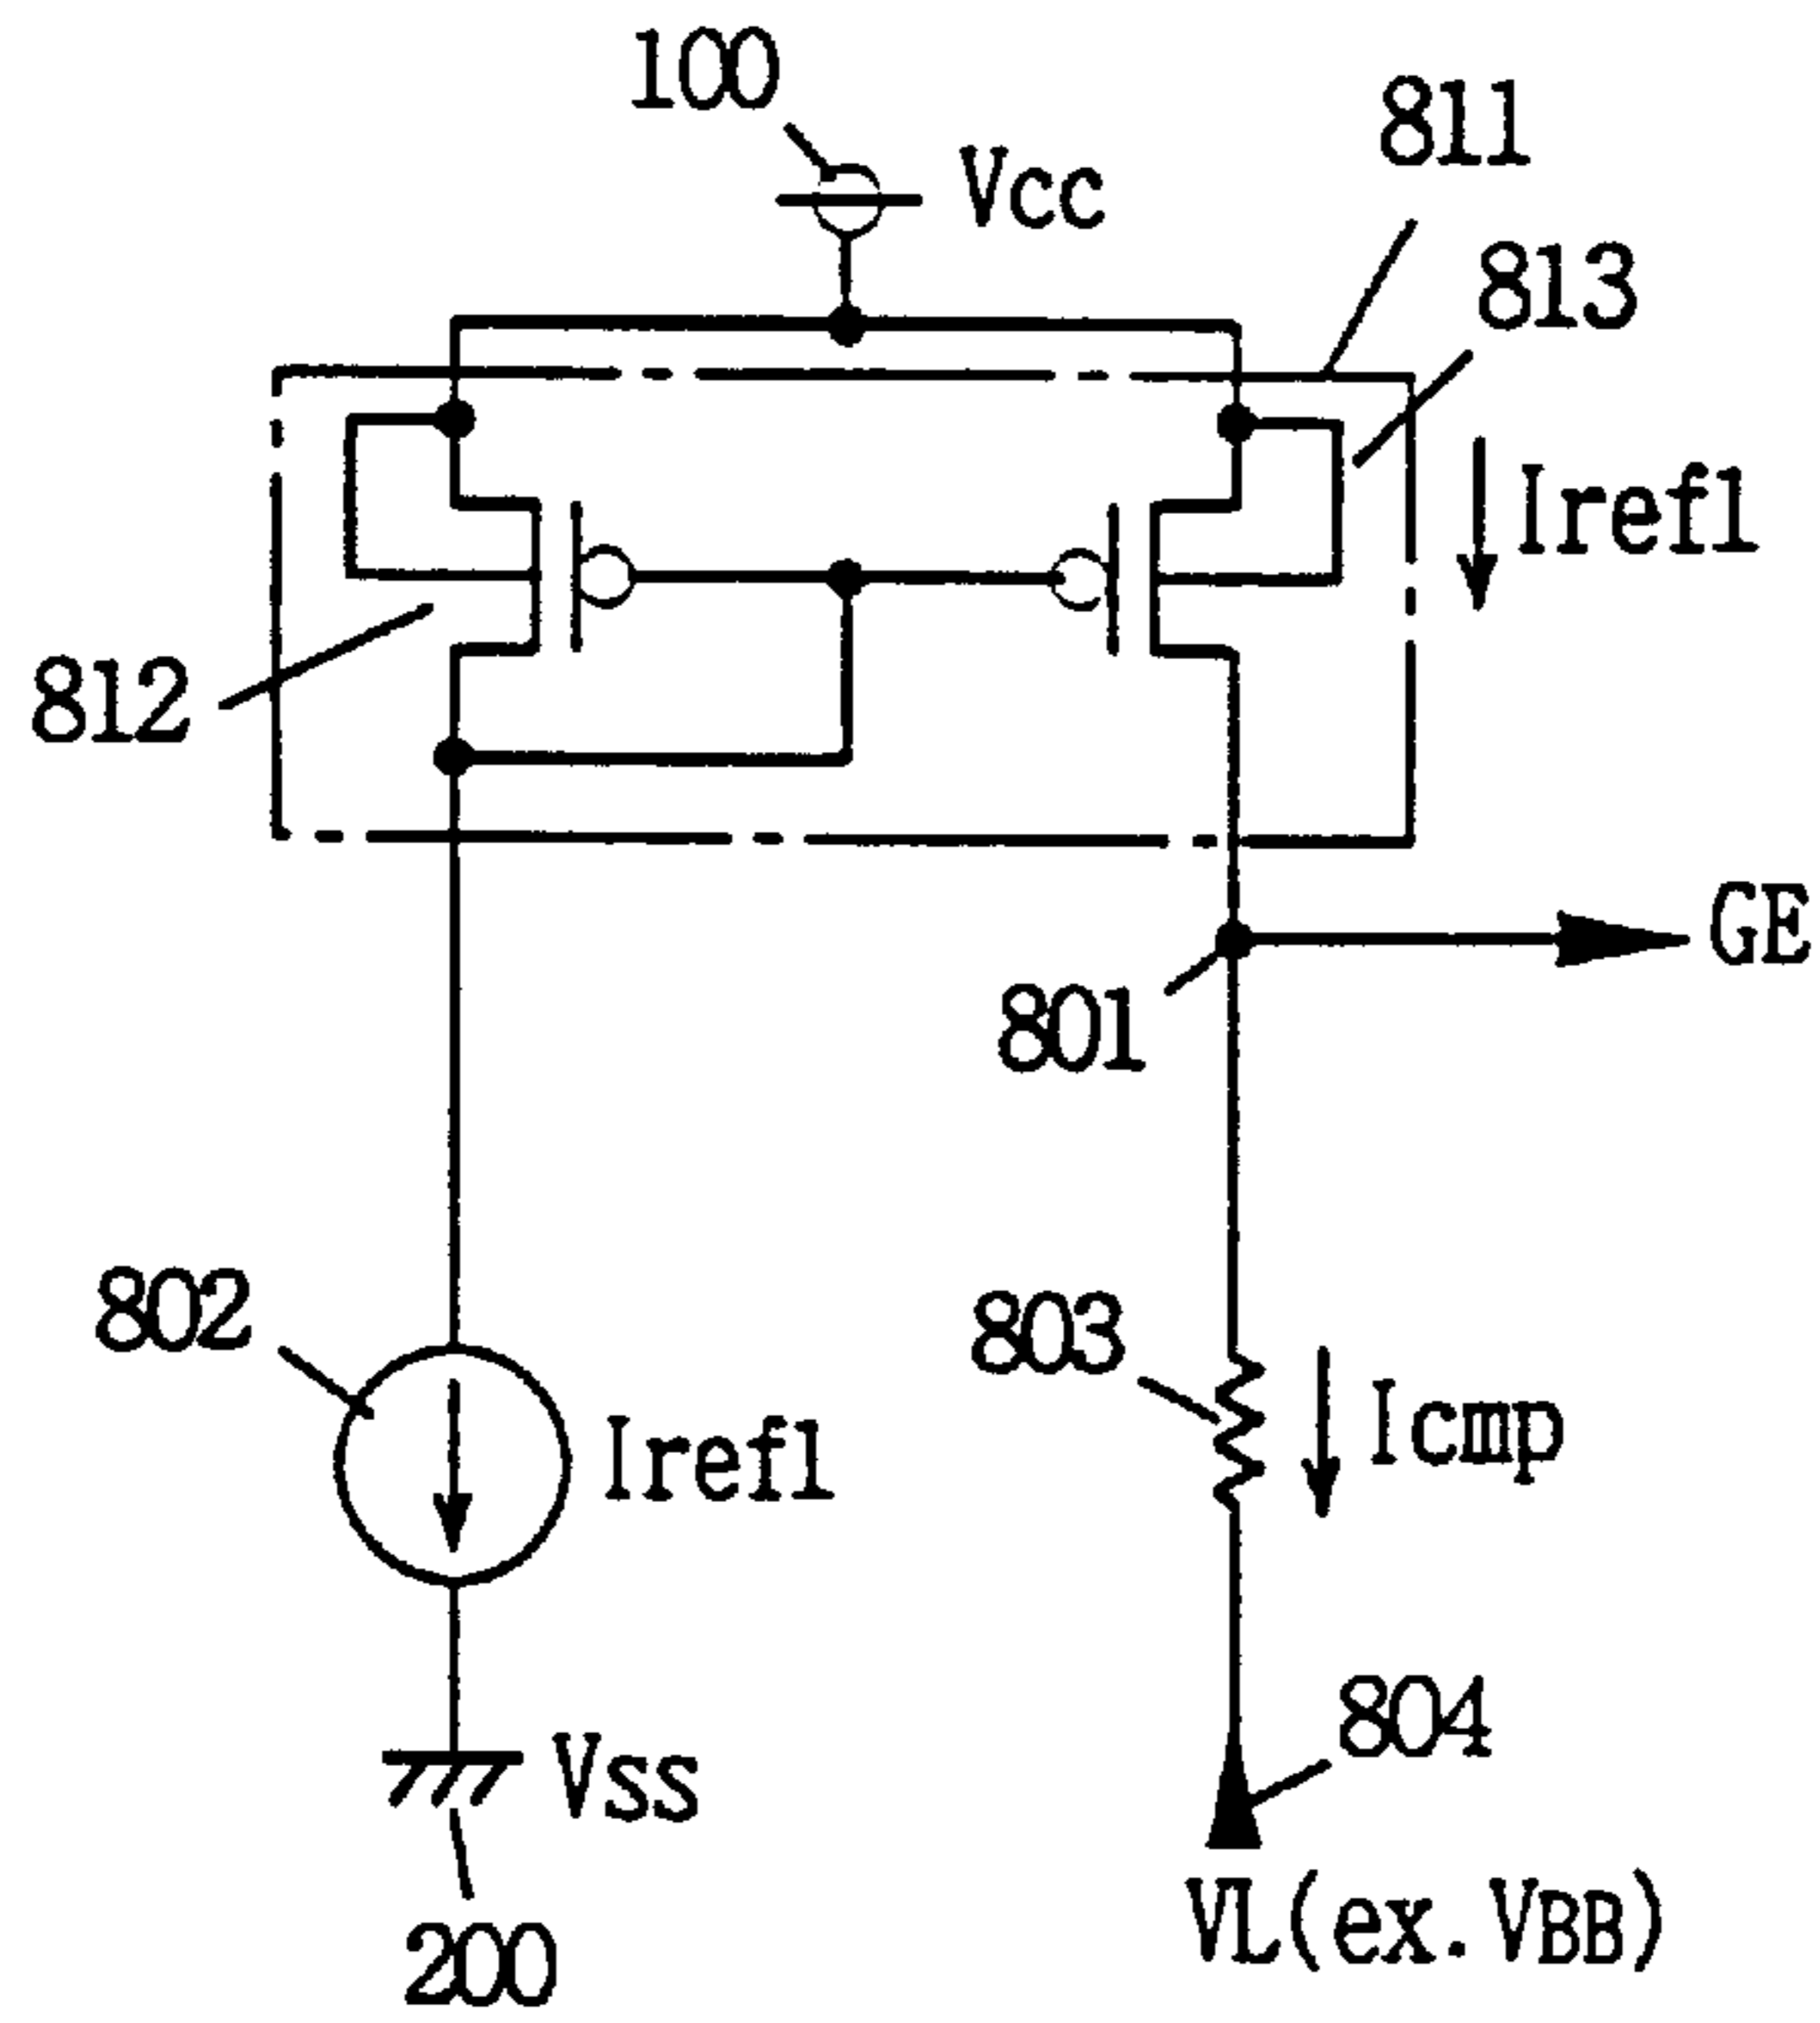 100
Vcc
811
813
Iref1
812
GE
801
802
Iref1
803
Icmp
804
Vss
VL(ex.VBB)
200